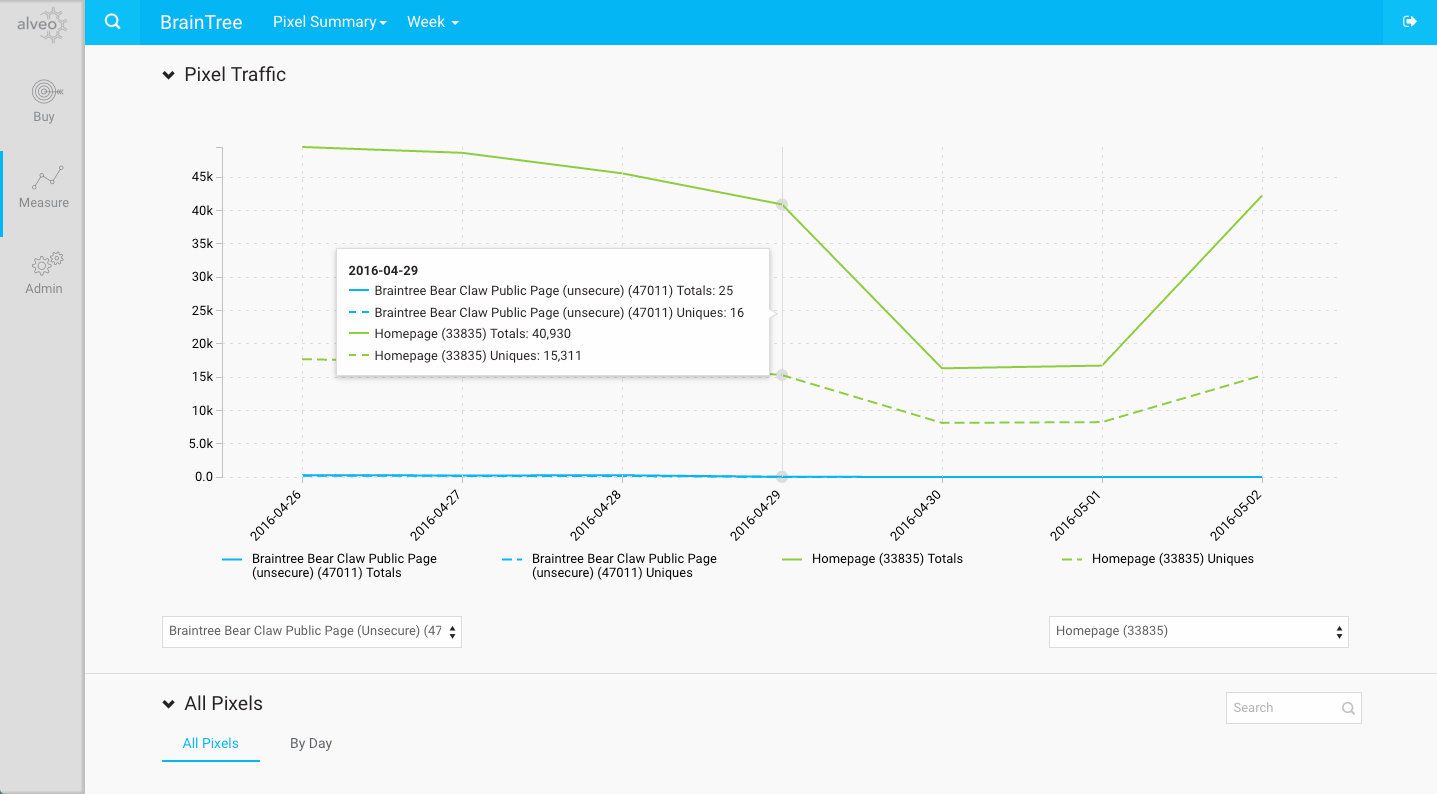 alveo
BrainTree Pixel Summary Week
Buy
Measure
Admin
Pixel Traffic
45k
40k
35k
30k
25k
20k
15k
10k
5.0k
0.0
2016-04-29
Braintree Bear Claw Public Page (unsecure) (47011) Totals: 25
Braintree Bear Claw Public Page (unsecure) (47011) Uniques: 16
Homepage (33835) Totals: 40,930
Homepage (33835) Uniques: 15,311
2016-04-26
2016-04-27
2016-04-28
2016-04-29
2016-04-30
2016-05-01
2016-05-02
Braintree Bear Claw Public Page
(unsecure) (47011) Totals
Braintree Bear Claw Public Page
(unsecure) (47011) Uniques
Homepage (33835) Totals
Homepage (33835) Uniques
Braintree Bear Claw Public Page (Unsecure) (47
Homepage (33835)
All Pixels
Search
All Pixels By Day